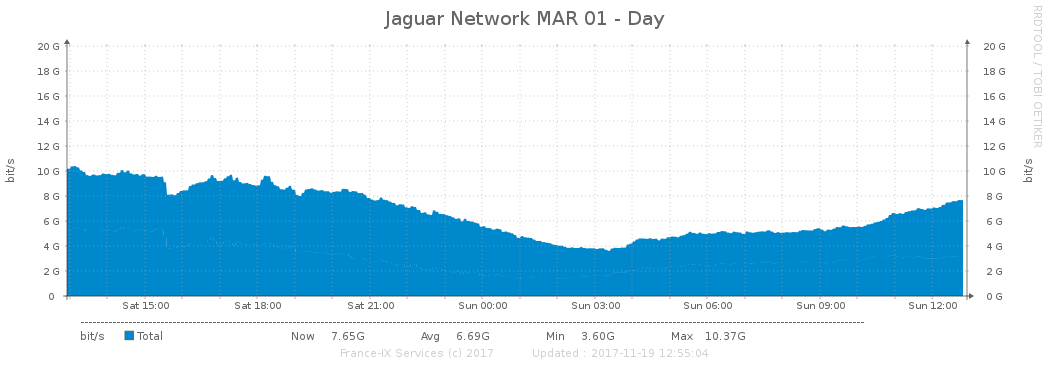 Jaguar Network MAR 01 - Day
RRDTOOL / TOBI OETIKER
bit/s
bit/s
20 G 20 G
18 G 18 G
16 G 16 G
14 G 14 G
12 G 12 G
10 G 10 G
8 G 8 G
6 G 6 G
4 G 4 G
2 G 2 G
0 0 G
Sat 15:00 Sat 18:00 Sat 21:00 Sun 00:00 Sun 03:00 Sun 06:00 Sun 09:00 Sun 12:00
bit/s Total Now 7.65G Avg 6.69G Min 3.60G Max 10.37G
France-IX Services (c) 2017 Updated : 2017-11-19 12:55:04